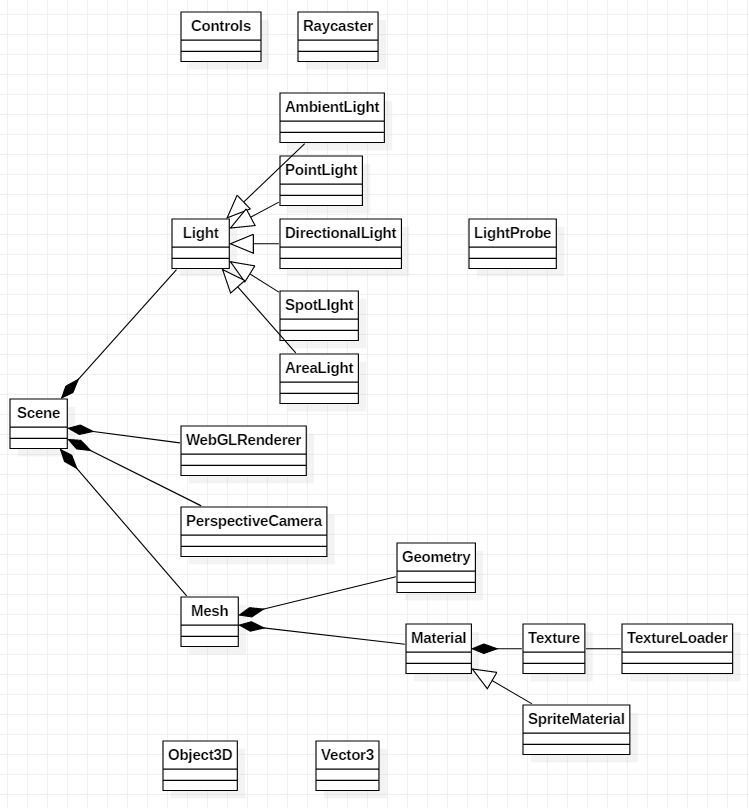 Controls
Raycaster
AmbientLight
PointLight
Light
DirectionalLight
LightProbe
SpotLIght
AreaLight
Scene
WebGLRenderer
PerspectiveCamera
Geometry
Mesh
Material
Texture
TextureLoader
SpriteMaterial
Object3D
Vector3